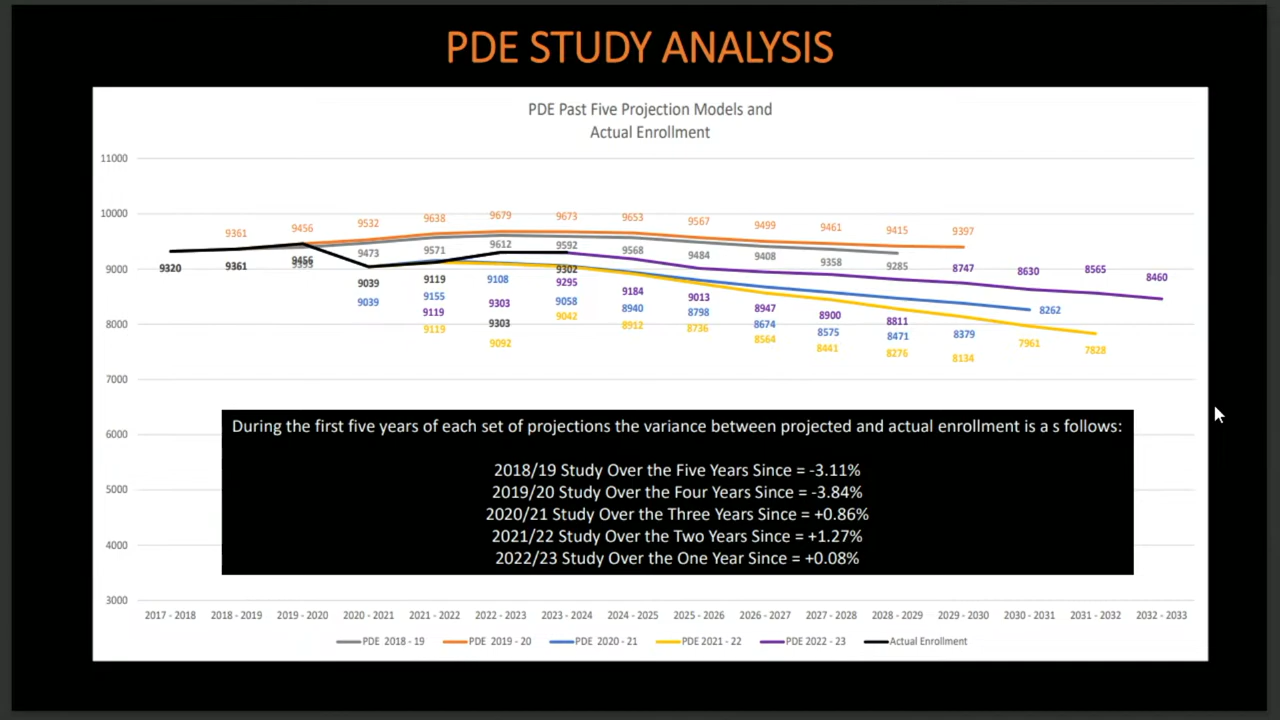 PDE STUDY ANALYSIS
PDE Past Five Projection Models and
Actual Enrollment
11000
10000
9000
8000
7000
6000
5000
4000
3000
9361 9456 9532 9638 9679 9673 9653 9567 9499 9461 9415 9397
9473 9571 9612 9592 9568 9484 9408 9358 9285
9320 9361 9456 9039 9119 9303 9302
9039 9155 9108 9058 8940 8798 8674 8575 8471 8379 8262
9119 9303 9295 9184 9013 8947 8900 8811 8747 8630 8565 8460
9119 9092 9042 8912 8736 8564 8441 8276 8134 7961 7828
During the first five years of each set of projections the variance between projected and actual enrollment is a s follows:
2018/19 Study Over the Five Years Since = -3.11%
2019/20 Study Over the Four Years Since = -3.84%
2020/21 Study Over the Three Years Since = +0.86%
2021/22 Study Over the Two Years Since = +1.27%
2022/23 Study Over the One Year Since = +0.08%
2017 - 2018 2018 - 2019 2019 - 2020 2020 - 2021 2021 - 2022 2022 - 2023 2023 - 2024 2024 - 2025 2025 - 2026 2026 - 2027 2027 - 2028 2028 - 2029 2029 - 2030 2030 - 2031 2031 - 2032 2032 - 2033
PDE 2018 - 19 PDE 2019 - 20 PDE 2020 - 21 PDE 2021 - 22 PDE 2022 - 23 Actual Enrollment